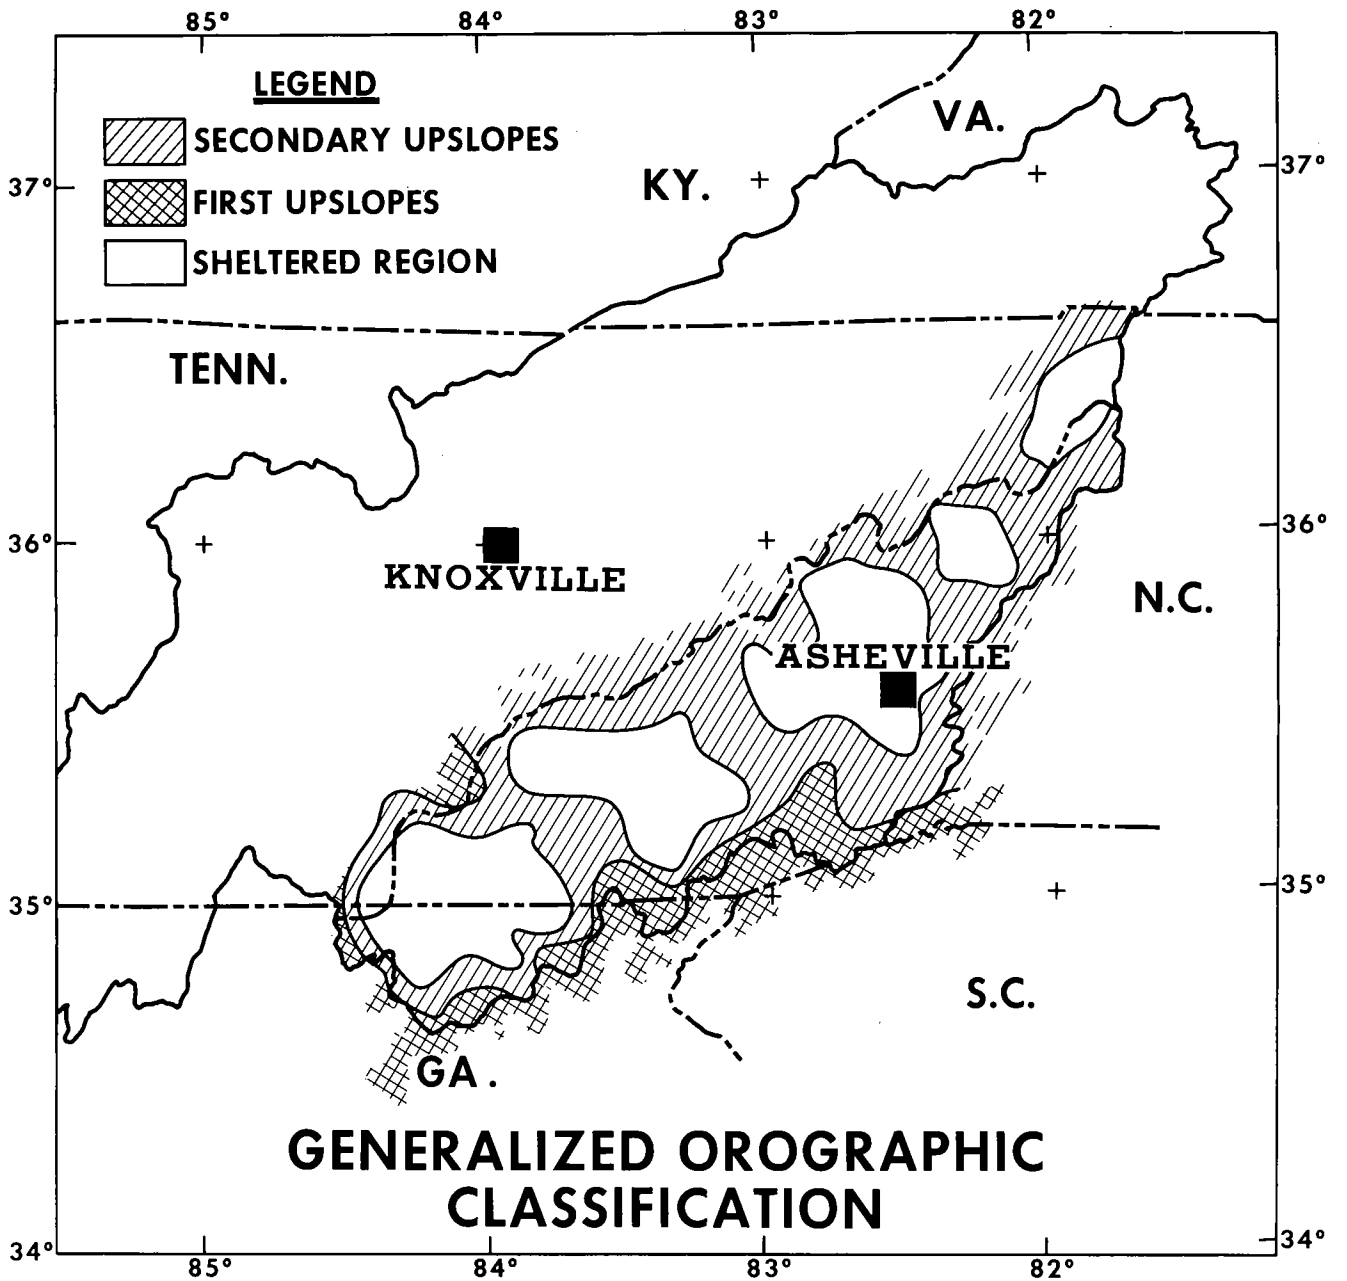 85° 84° 83° 82°
LEGEND
SECONDARY UPSLOPES
FIRST UPSLOPES
SHELTERED REGION
VA.
KY.
37° 37°
TENN.
36° 36°
KNOXVILLE
N.C.
ASHEVILLE
35° 35°
S.C.
GA.
GENERALIZED OROGRAPHIC
CLASSIFICATION
34° 34°
85° 84° 83° 82°